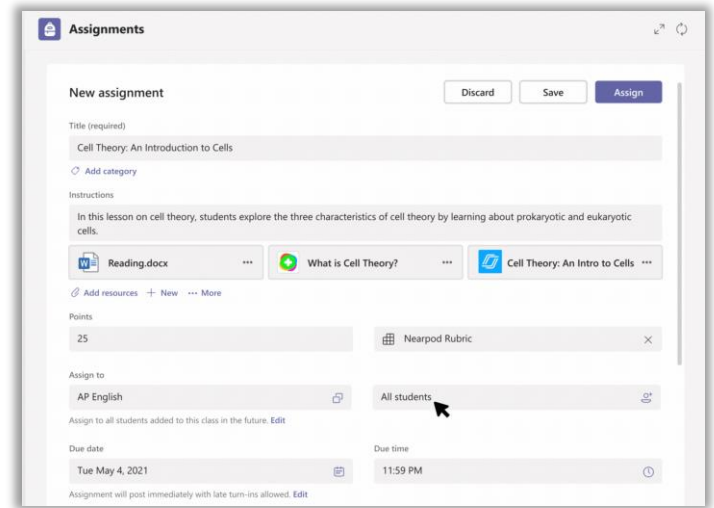 Assignments
New assignment
Discard
Save
Assign
Title (required)
Cell Theory: An Introduction to Cells
Add category
Instructions
In this lesson on cell theory, students explore the three characteristics of cell theory by learning about prokaryotic and eukaryotic
cells.
W
Reading.docx
What is Cell Theory?
Cell Theory: An Intro to Cells
Add resources
New
More
Points
25
Nearpod Rubric
Assign to
AP English
All students
Assign to all students added to this class in the future. Edit
Due date
Due time
Tue May 4, 2021
11:59 PM
Assignment will post immediately with late turn-ins allowed. Edit